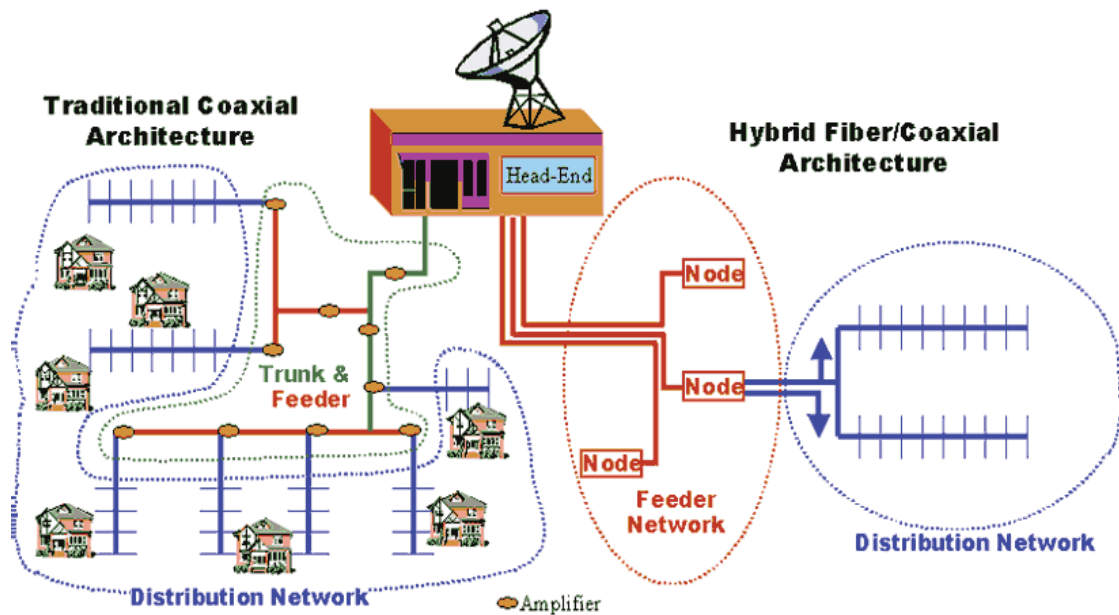 Traditional Coaxial
Architecture
Head-End
Hybrid Fiber/Coaxial
Architecture
Node
Trunk &
Feeder
Node
Node
Feeder
Network
Distribution Network
Distribution Network
Amplifier